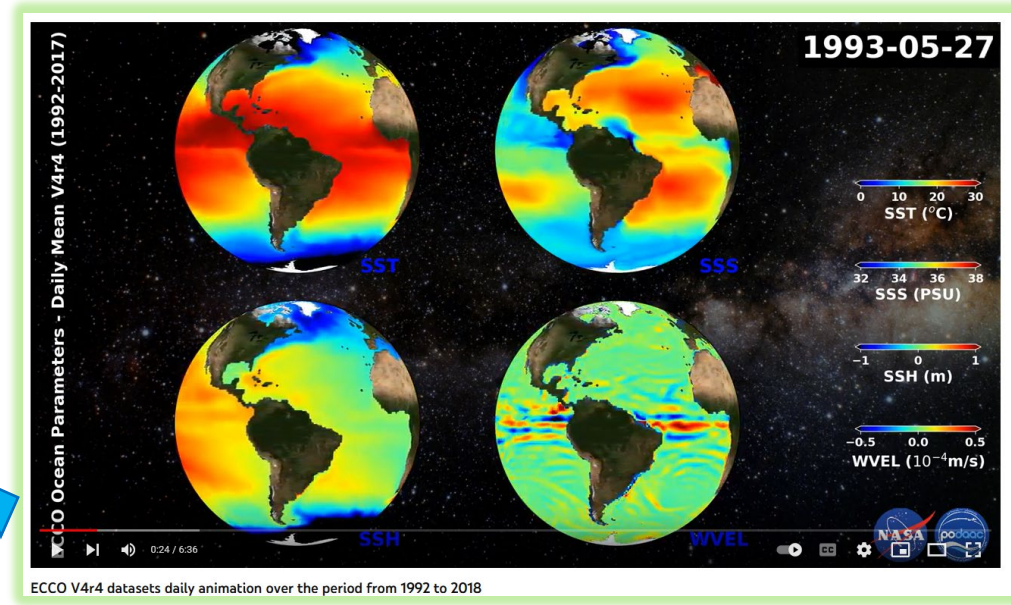 1993-05-27
ECCO Ocean Parameters - Daily Mean V4r4 (1992-2017)
SST
SSS
0 10 20 30
SST (°C)
32 34 36 38
SSS (PSU)
−1 0 1
SSH (m)
−0.5 0.0 0.5
WVEL (10⁻⁴m/s)
SSH
WVEL
NASA
podaac
0:24 / 6:36
CC
ECCO V4r4 datasets daily animation over the period from 1992 to 2018